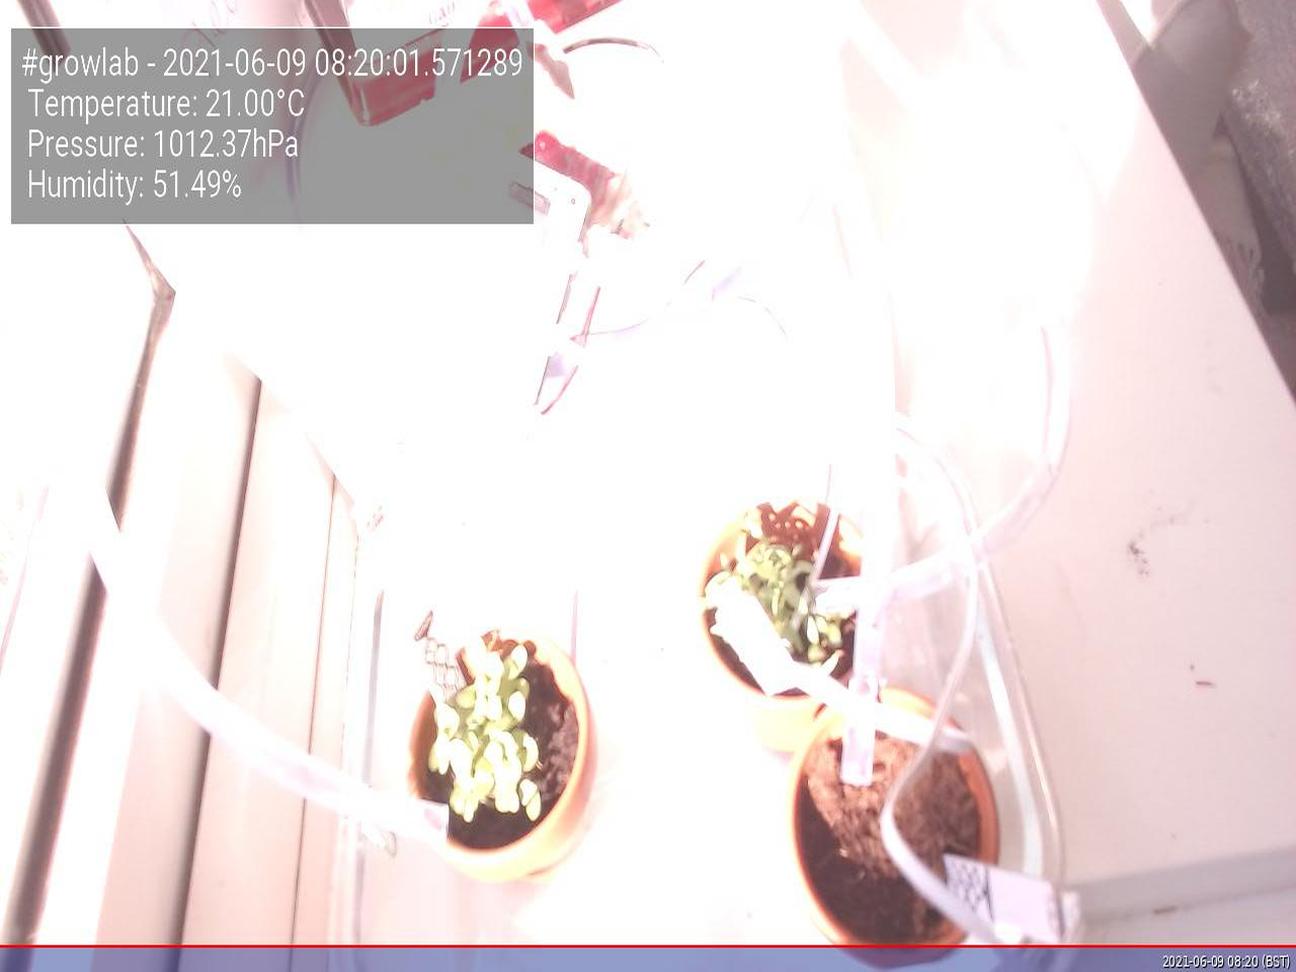 #growlab - 2021-06-09 08:20:01.571289
Temperature: 21.00°C
Pressure: 1012.37hPa
Humidity: 51.49%
2021-06-09 08:20 (BST)